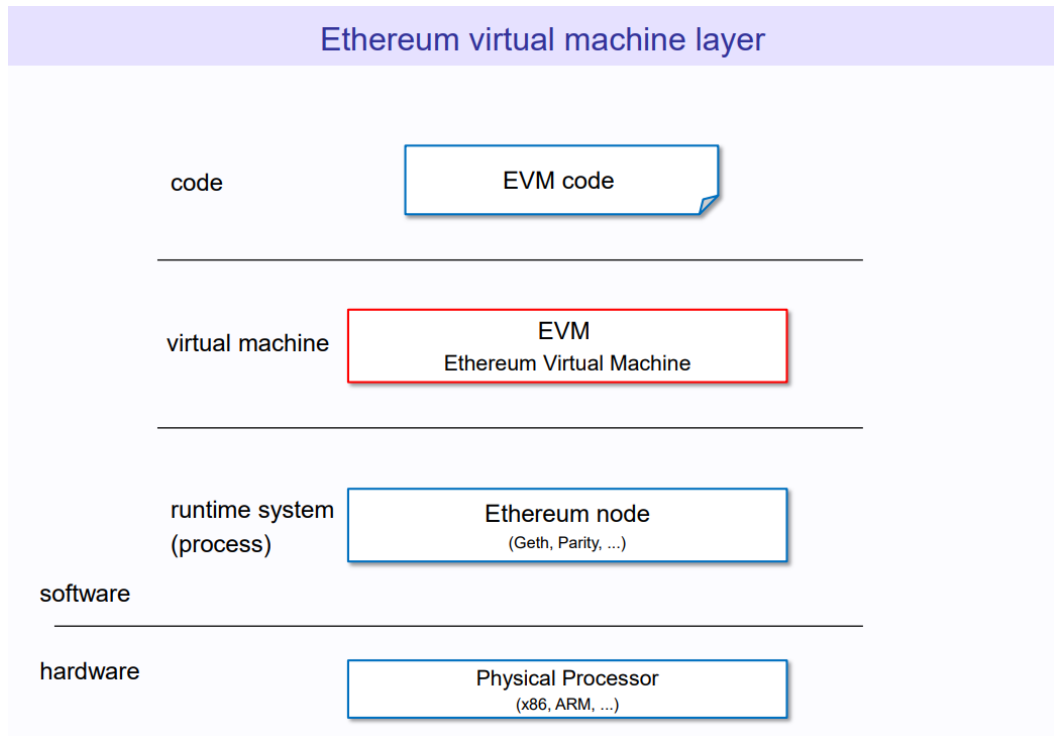 Ethereum virtual machine layer
code
EVM code
virtual machine
EVM
Ethereum Virtual Machine
runtime system
(process)
Ethereum node
(Geth, Parity, ...)
software
hardware
Physical Processor
(x86, ARM, ...)